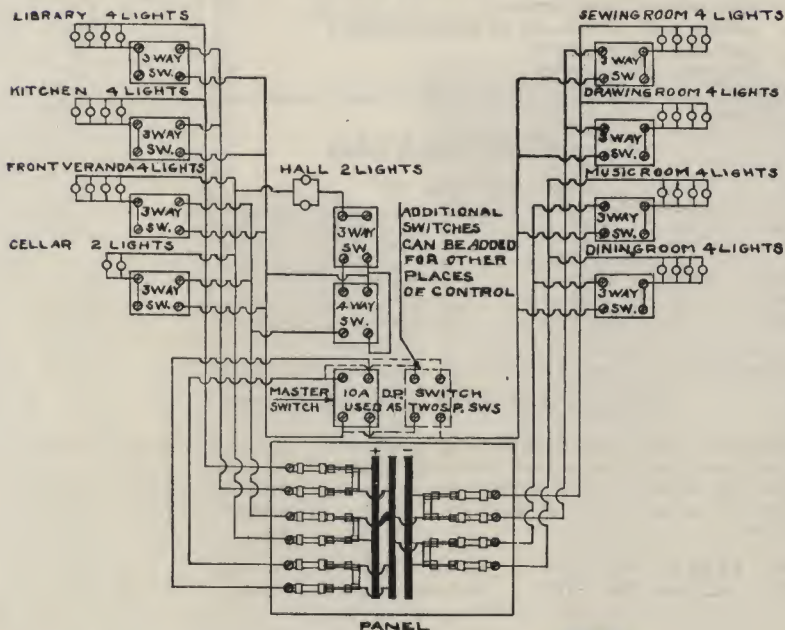 LIBRARY 4 LIGHTS
3 WAY
SW.
KITCHEN 4 LIGHTS
3 WAY
SW.
FRONT VERANDA 4 LIGHTS
3 WAY
SW.
CELLAR 2 LIGHTS
3 WAY
SW.
HALL 2 LIGHTS
3 WAY
SW
4 WAY
SW.
ADDITIONAL
SWITCHES
CAN BE ADDED
FOR OTHER
PLACES
OF CONTROL
SEWING ROOM 4 LIGHTS
3 WAY
SW
DRAWING ROOM 4 LIGHTS
3 WAY
SW.
MUSIC ROOM 4 LIGHTS
3 WAY
SW.
DINING ROOM 4 LIGHTS
3 WAY
SW.
MASTER
SWITCH
10A D.P. SWITCH
USED AS TWO S.P. SWS
+ −
PANEL